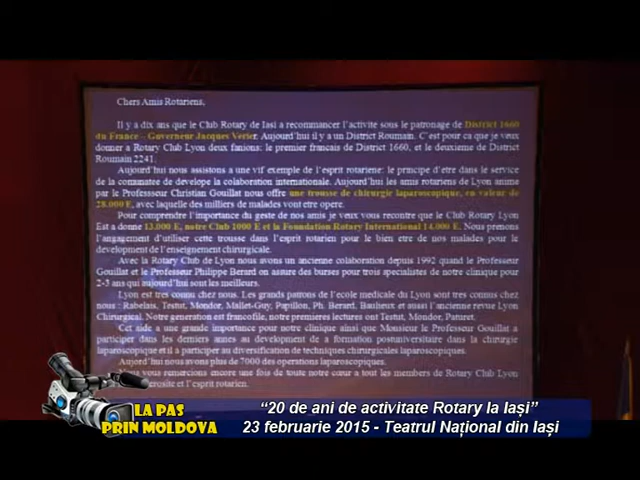 Chers Amis Rotariens,
Il y a dix ans que le Club Rotary de Iasi a recommancer l'activite sous le patronage de District 1660
du France – Governeur Jacques Verier. Aujourd'hui il y a un District Roumain. C'est pour ca que je veux
donner a Rotary Club Lyon deux fanions: le premier francais de District 1660, et le deuxieme de District
Roumain 2241.
Aujourd'hui nous assistons a une vif exemple de l'esprit rotariene: le principe d'etre dans le service
de la commatee de develope la colaboration internationale. Aujourd'hui les amis rotariens de Lyon anime
par le Professeur Christian Gouillat nous offre une trousse de chirurgie laparoscopique, en valeur de
28.000 E, avec laquelle des milliers de malades vont etre opere.
Pour comprendre l'importance du geste de nos amis je veux vous recontre que le Club Rotary Lyon
Est a donne 13.000 E, notre Club 1000 E et la Foundation Rotary International 14.000 E. Nous prenons
l'angagement d'utiliser cette trousse dans l'esprit rotarien pour le bien etre de nos malades pour le
development de l'enseignement chirurgicale.
Avec la Rotary Club de Lyon nous avons un ancienne colaboration depuis 1992 quand le Professeur
Gouillat et le Professeur Philippe Berard on assure des burses pour trois specialistes de notre clinique pour
2-3 ans qui aujourd'hui sont les meilleurs.
Lyon est tres connu chez nous. Les grands patrons de l'ecole medicale du Lyon sont tres connus chez
nous : Rabelais, Testut, Mondor, Mallet-Guy, Papillon, Ph. Berard, Bauheux et aussi l'ancienne revue Lyon
Chirurgical. Notre generation est francofile, notre premieres lectures ont Testut, Mondor, Paturet.
Cet aide a une grande importance pour notre clinique ainsi que Monsieur le Professeur Gouillat a
participer dans les derniers annes au development de a formation postuniversitaire dans la chirurgie
laparoscopique et il a participer au diversification de techniques chirurgicales laparoscopiques.
Aujourd'hui nous avons plus de 7000 des operations laparoscopiques.
vous remercions encore une fois de toute notre cœur a tout les members de Rotary Club Lyon
et l'esprit rotarien.
LA PAS
PRIN MOLDOVA
“20 de ani de activitate Rotary la Iași”
23 februarie 2015 - Teatrul Național din Iași